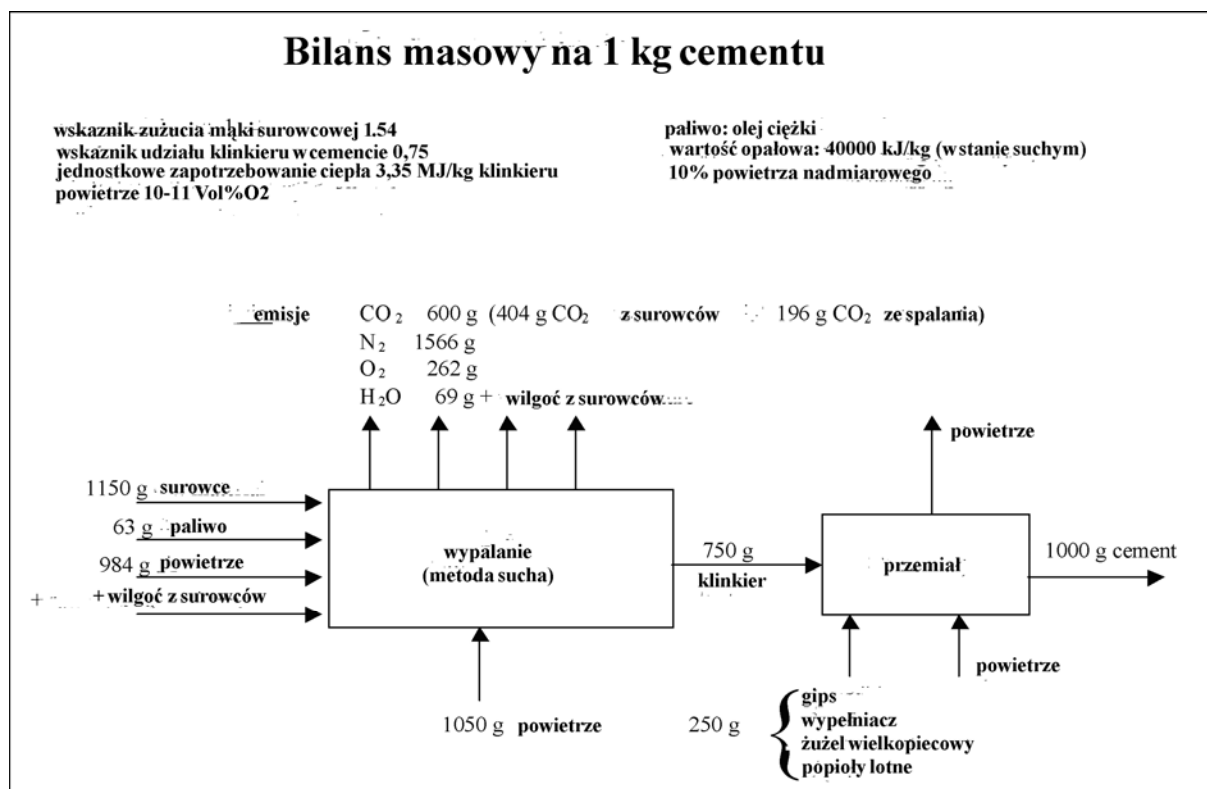 Bilans masowy na 1 kg cementu
wskaznik zużucia mąki surowcowej 1.54
wskaznik udziału klinkieru w cemencie 0,75
jednostkowe zapotrzebowanie ciepła 3,35 MJ/kg klinkieru
powietrze 10-11 Vol%O2
paliwo: olej ciężki
wartość opałowa: 40000 kJ/kg (w stanie suchym)
10% powietrza nadmiarowego
emisje CO₂ 600 g (404 g CO₂ z surowców 196 g CO₂ ze spalania)
N₂ 1566 g
O₂ 262 g
H₂O 69 g + wilgoć z surowców
powietrze
1150 g surowce
63 g paliwo
984 g powietrze
+ + wilgoć z surowców
wypalanie
(metoda sucha)
750 g
klinkier
przemiał
1000 g cement
powietrze
1050 g powietrze
250 g
gips
wypełniacz
żużel wielkopiecowy
popioły lotne